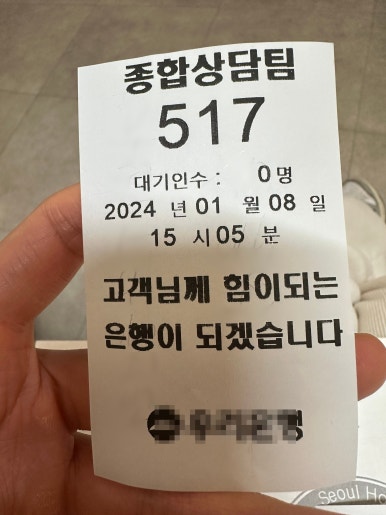 종합상담팀
517
대기인수 : 0명
2024 년 01 월 08 일
15 시 05 분
고객님께 힘이되는
은행이 되겠습니다
Seoul